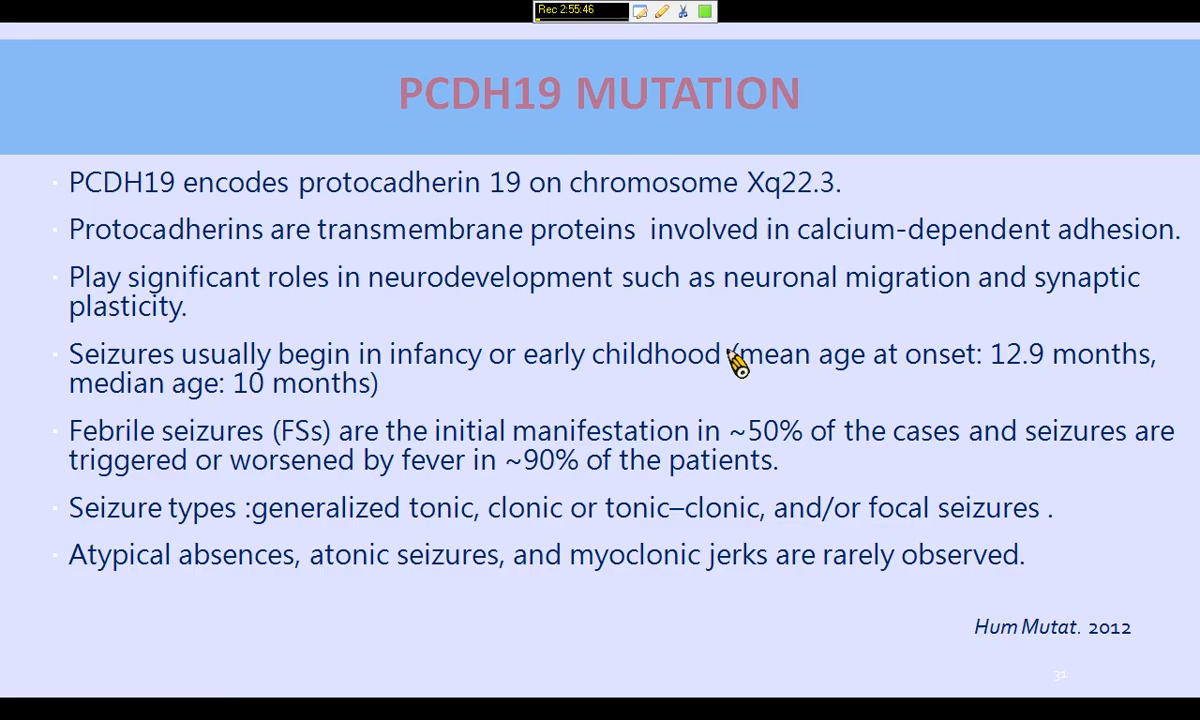 Rec 2:55:46
PCDH19 MUTATION
· PCDH19 encodes protocadherin 19 on chromosome Xq22.3.
· Protocadherins are transmembrane proteins  involved in calcium-dependent adhesion.
· Play significant roles in neurodevelopment such as neuronal migration and synaptic
plasticity.
· Seizures usually begin in infancy or early childhood (mean age at onset: 12.9 months,
median age: 10 months)
· Febrile seizures (FSs) are the initial manifestation in ~50% of the cases and seizures are
triggered or worsened by fever in ~90% of the patients.
· Seizure types :generalized tonic, clonic or tonic–clonic, and/or focal seizures .
· Atypical absences, atonic seizures, and myoclonic jerks are rarely observed.
Hum Mutat. 2012
31